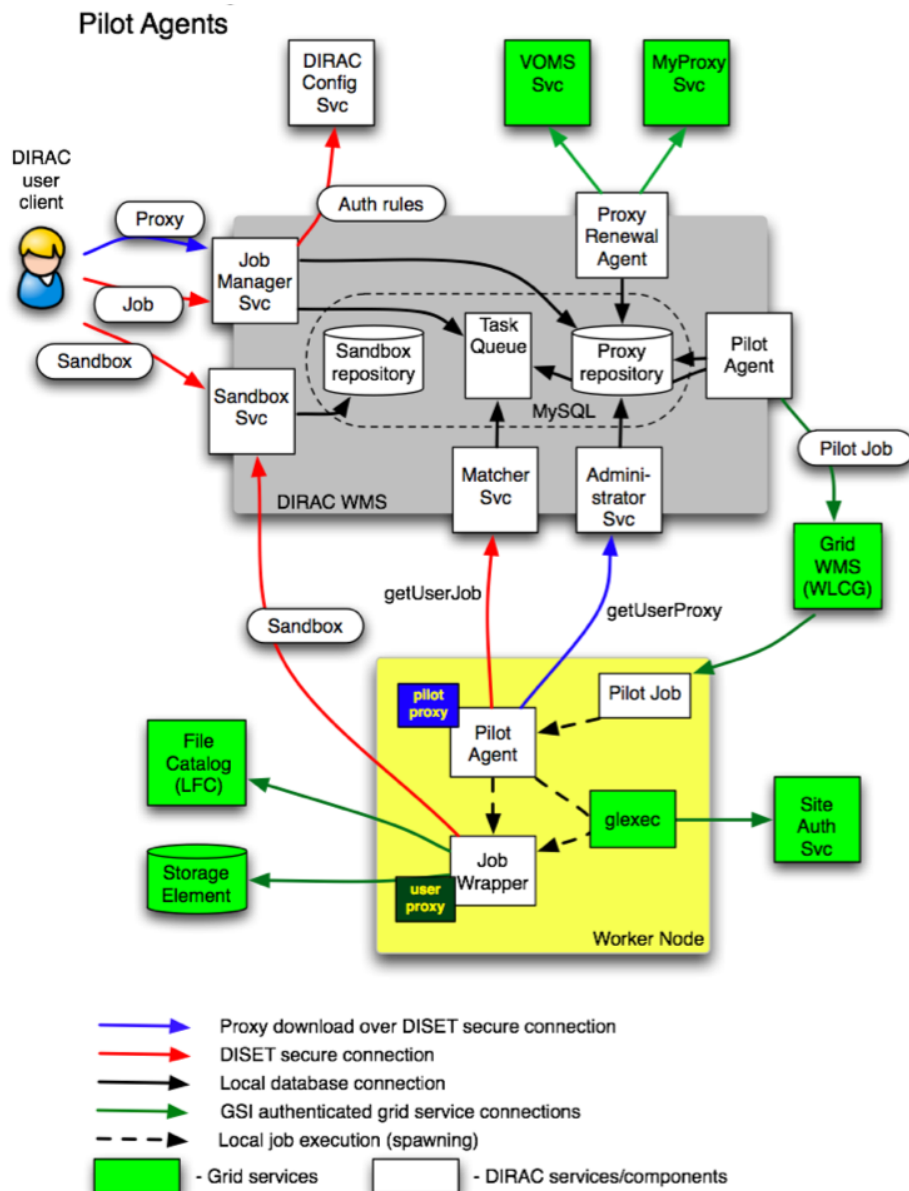 Pilot Agents
DIRAC
Config
Svc
VOMS
Svc
MyProxy
Svc
DIRAC
user
client
Proxy
Auth rules
Job
Manager
Svc
Proxy
Renewal
Agent
Job
Sandbox
Sandbox
repository
Task
Queue
Proxy
repository
Pilot
Agent
Sandbox
Svc
MySQL
Pilot Job
DIRAC WMS
Matcher
Svc
Admini-
strator
Svc
Grid
WMS
(WLCG)
getUserJob
getUserProxy
Sandbox
pilot
proxy
Pilot
Agent
Pilot Job
File
Catalog
(LFC)
glexec
Site
Auth
Svc
Storage
Element
Job
Wrapper
user
proxy
Worker Node
Proxy download over DISET secure connection
DISET secure connection
Local database connection
GSI authenticated grid service connections
Local job execution (spawning)
- Grid services
- DIRAC services/components